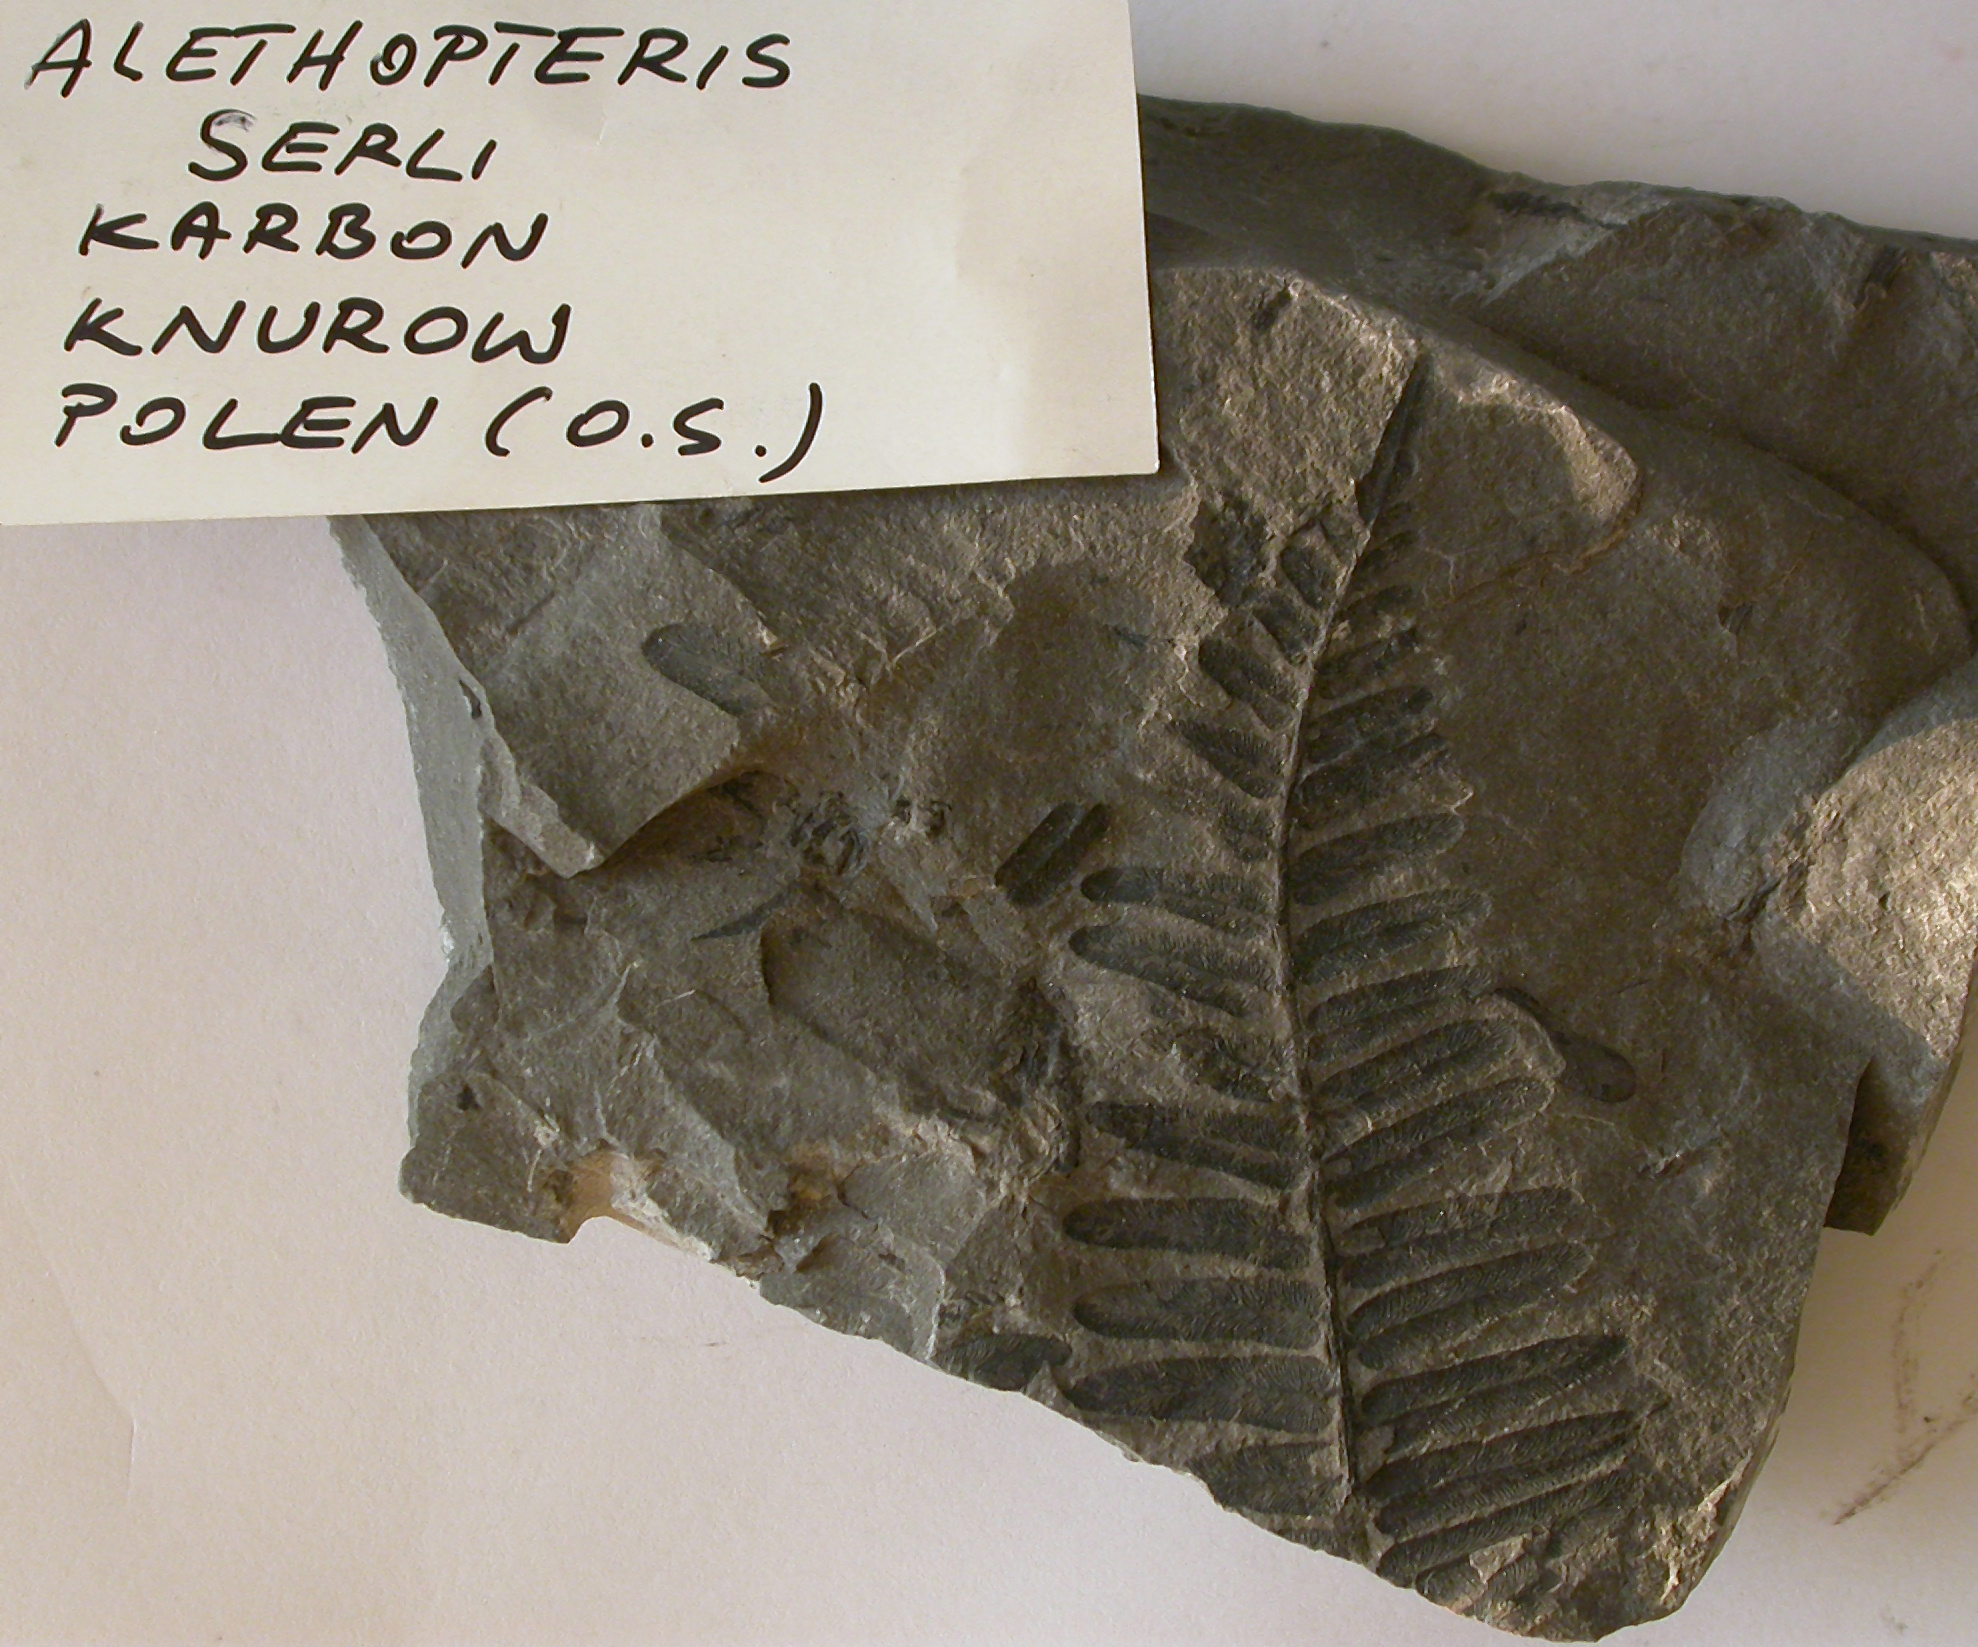 ALETHOPTERIS
SERLI
KARBON
KNUROW
POLEN (O.S.)